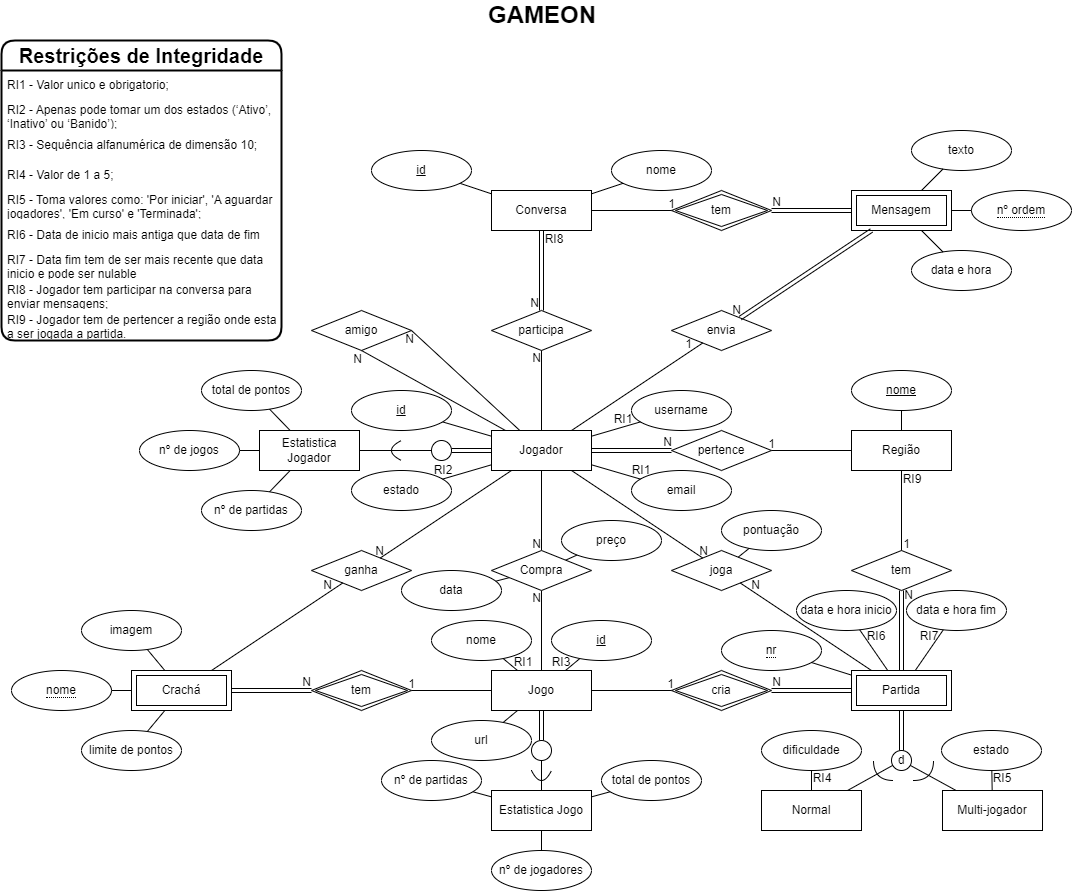 GAMEON
Restrições de Integridade
RI1 - Valor unico e obrigatorio;
RI2 - Apenas pode tomar um dos estados (‘Ativo’,
‘Inativo’ ou ‘Banido’);
RI3 - Sequência alfanumérica de dimensão 10;
RI4 - Valor de 1 a 5;
RI5 - Toma valores como: 'Por iniciar', 'A aguardar
jogadores', 'Em curso' e 'Terminada';
RI6 - Data de inicio mais antiga que data de fim
RI7 - Data fim tem de ser mais recente que data
inicio e pode ser nulable
RI8 - Jogador tem participar na conversa para
enviar mensagens;
RI9 - Jogador tem de pertencer a região onde esta
a ser jogada a partida.
texto
id
nome
Conversa
1
tem
N
Mensagem
nº ordem
RI8
data e hora
N
N
amigo
N
participa
envia
N
N
1
total de pontos
id
username
nome
RI1
nº de jogos
Estatistica
Jogador
Jogador
N
pertence
1
Região
RI2
RI1
RI9
estado
email
nº de partidas
pontuação
preço
N
N
N
1
ganha
Compra
joga
tem
N
data
N
N
N
data e hora inicio
data e hora fim
imagem
nome
id
RI6
RI7
nr
RI1
RI3
nome
Crachá
N
tem
1
Jogo
1
cria
N
Partida
limite de pontos
url
dificuldade
d
estado
nº de partidas
total de pontos
RI4
RI5
Estatistica Jogo
Normal
Multi-jogador
nº de jogadores